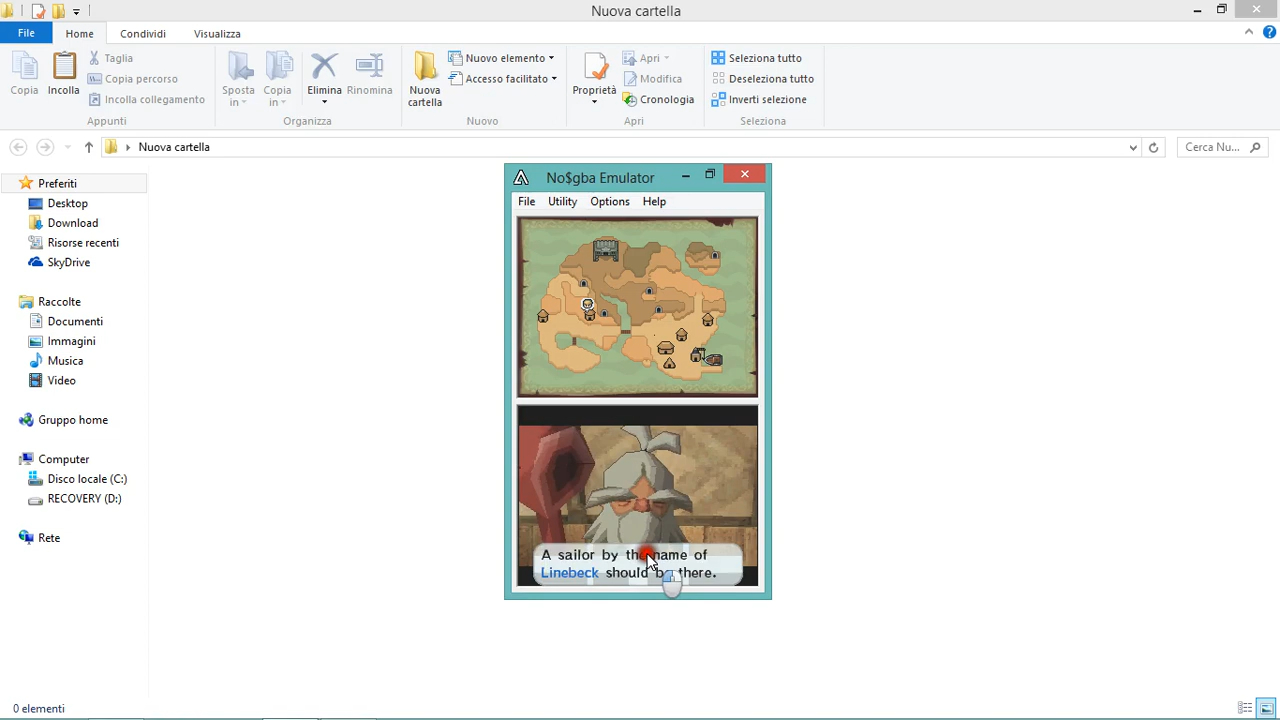 Nuova cartella
File
Home
Condividi
Visualizza
Copia
Incolla
Taglia
Copia percorso
Incolla collegamento
Appunti
Sposta in
Copia in
Elimina
Rinomina
Organizza
Nuova cartella
Nuovo elemento
Accesso facilitato
Nuovo
Proprietà
Apri
Modifica
Cronologia
Apri
Seleziona tutto
Deseleziona tutto
Inverti selezione
Seleziona
Nuova cartella
Cerca Nu...
Preferiti
Desktop
Download
Risorse recenti
SkyDrive
Raccolte
Documenti
Immagini
Musica
Video
Gruppo home
Computer
Disco locale (C:)
RECOVERY (D:)
Rete
No$gba Emulator
File Utility Options Help
A sailor by the name of
Linebeck should be there.
0 elementi